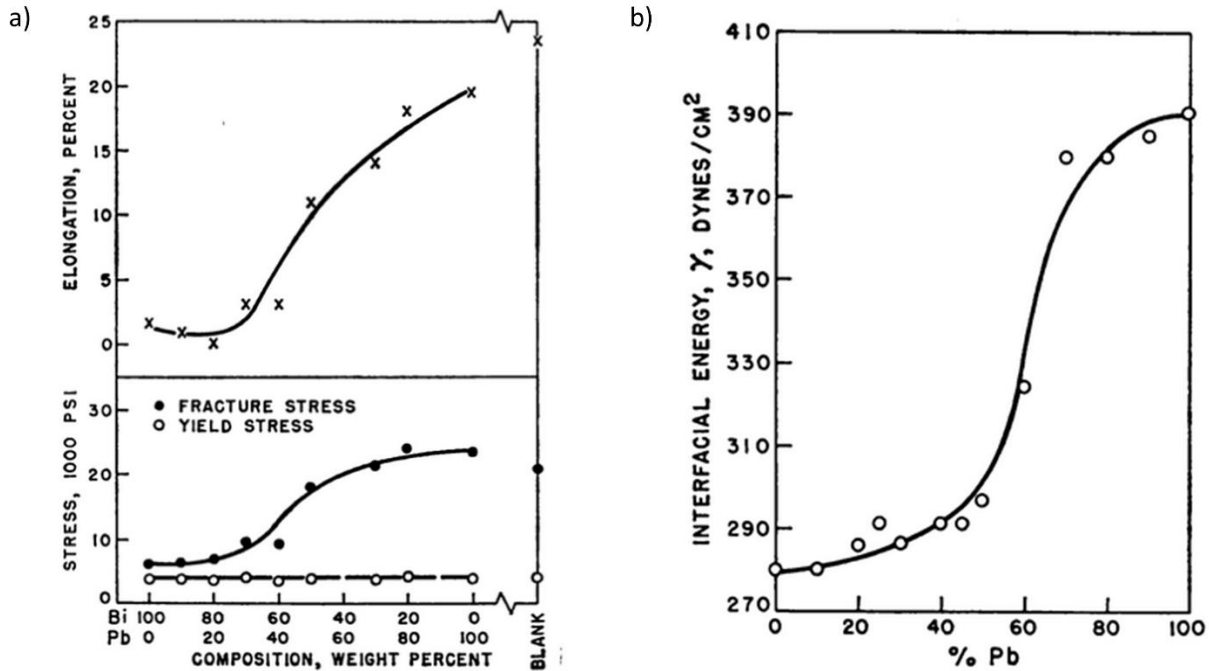 a)
25
20
15
10
5
0
ELONGATION, PERCENT
● FRACTURE STRESS
○ YIELD STRESS
30
20
10
0
STRESS, 1000 PSI
Bi 100 80 60 40 20 0
Pb 0 20 40 60 80 100
COMPOSITION, WEIGHT PERCENT
BLANK
b)
410
390
370
350
330
310
290
270
INTERFACIAL ENERGY, γ, DYNES/CM²
0 20 40 60 80 100
% Pb